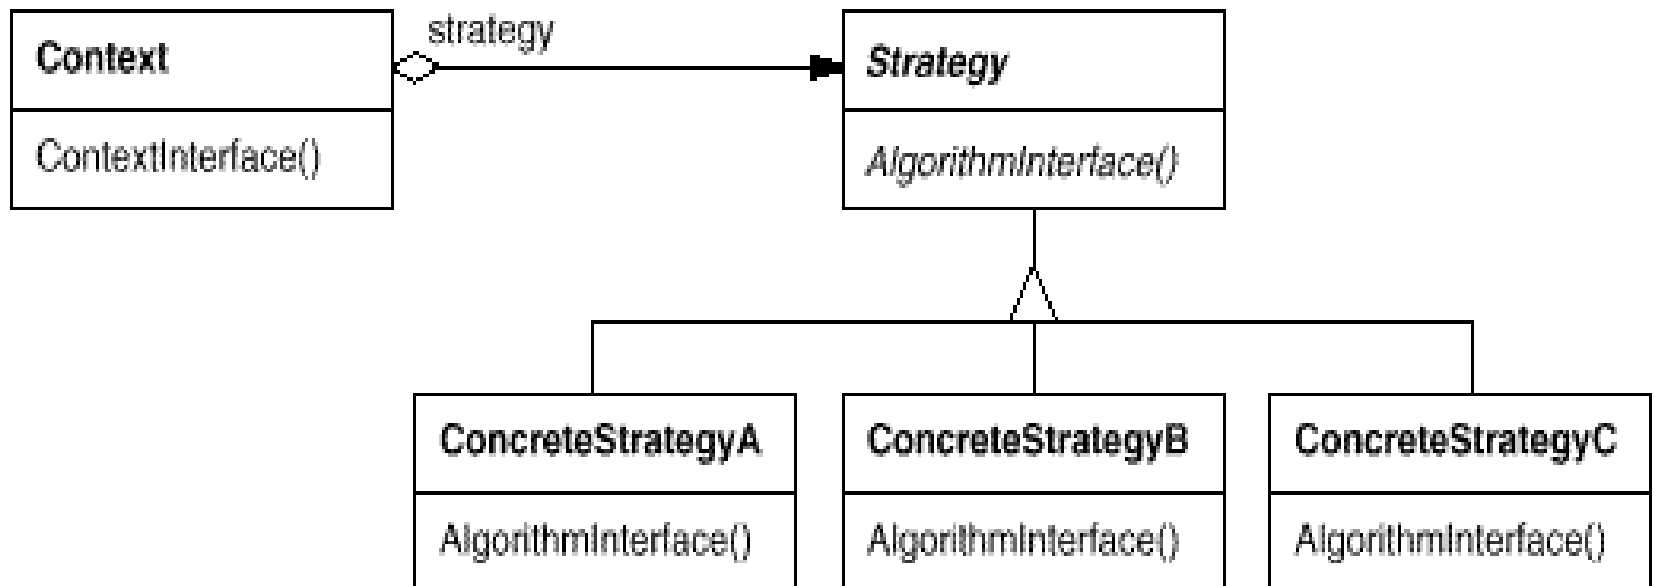 strategy
Context
Strategy
ContextInterface()
AlgorithmInterface()
ConcreteStrategyA
ConcreteStrategyB
ConcreteStrategyC
AlgorithmInterface()
AlgorithmInterface()
AlgorithmInterface()